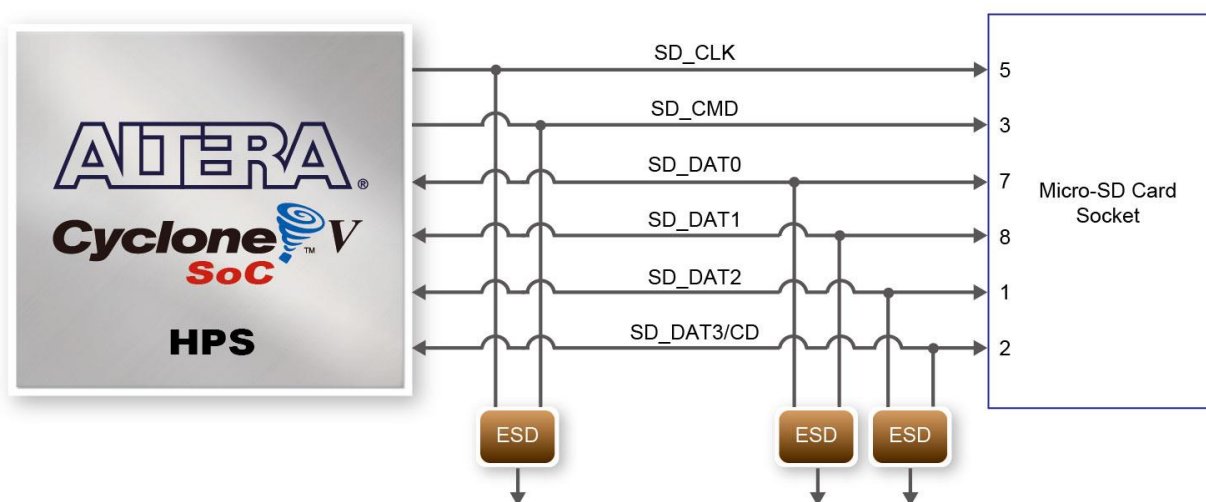 ALTERA®
Cyclone™ V
SoC
HPS
SD_CLK
SD_CMD
SD_DAT0
SD_DAT1
SD_DAT2
SD_DAT3/CD
5
3
7
8
1
2
Micro-SD Card
Socket
ESD
ESD
ESD